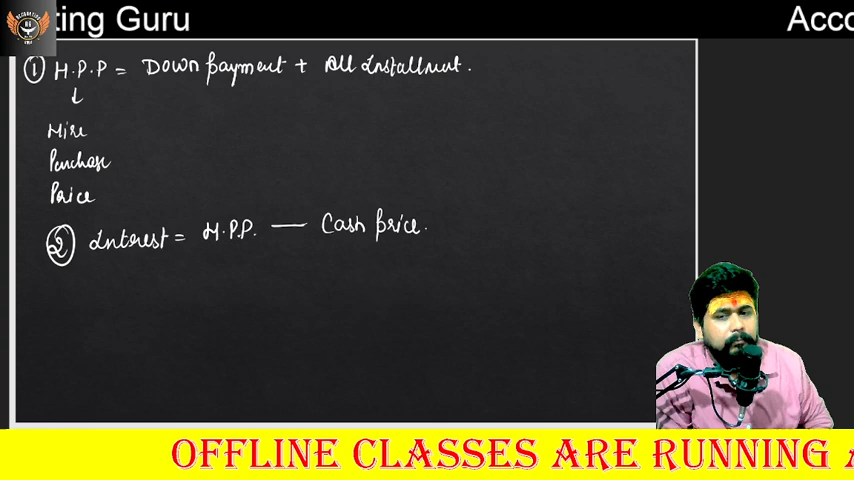 ting Guru
Acco
① H.P.P = Down payment + All Installment.
↓
Hire
Purchase
Price
② Interest = H.P.P. — Cash price.
OFFLINE CLASSES ARE RUNNING A